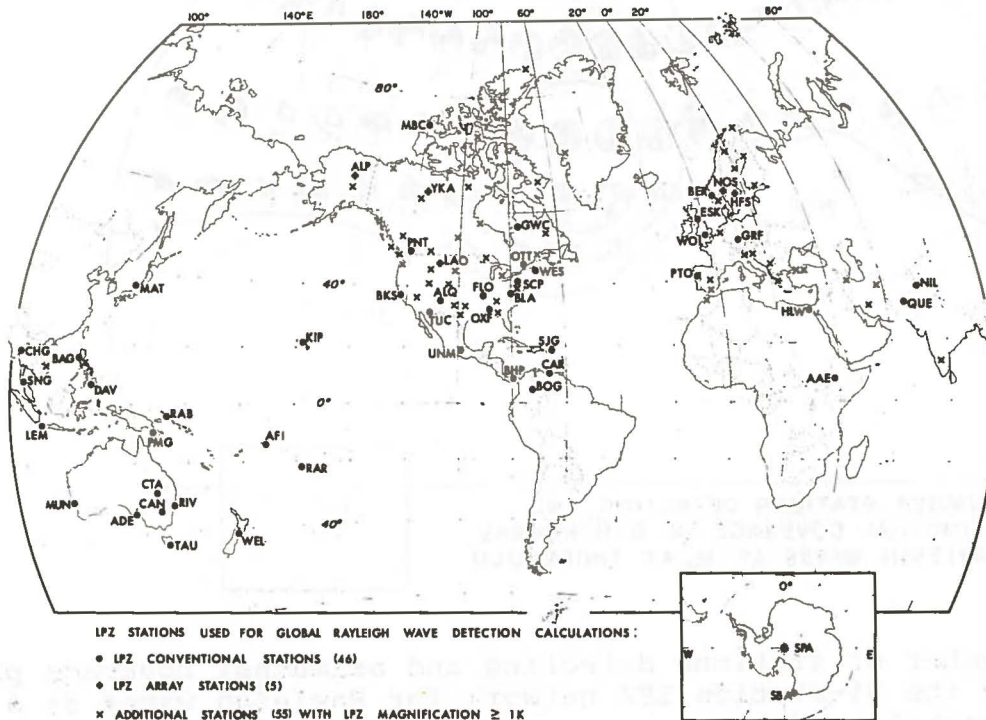 100° 140°E 180° 140°W 100° 60° 20° 20° 80°
80°
MBC
ALP
YKA
NOS
BER
HFS
ESK
GWC
WOL
GRF
PNT
OTT
LAO
WES
PTO
40°
MAT
FLO
SCP
NIL
BKS
ALQ
BLA
QUE
TUC
OXF
HLW
KIP
CHG
BAG
UNM
SJG
CAR
SNG
DAV
BHP
AAE
BOG
0°
RAB
LEM
PMG
AFI
RAR
CTA
MUN
CAN
RIV
ADE
40°
TAU
WEL
0°
LPZ STATIONS USED FOR GLOBAL RAYLEIGH WAVE DETECTION CALCULATIONS:
W
SPA
E
• LPZ CONVENTIONAL STATIONS (46)
SBA
♦ LPZ ARRAY STATIONS (5)
× ADDITIONAL STATIONS (55) WITH LPZ MAGNIFICATION ≥ 1K